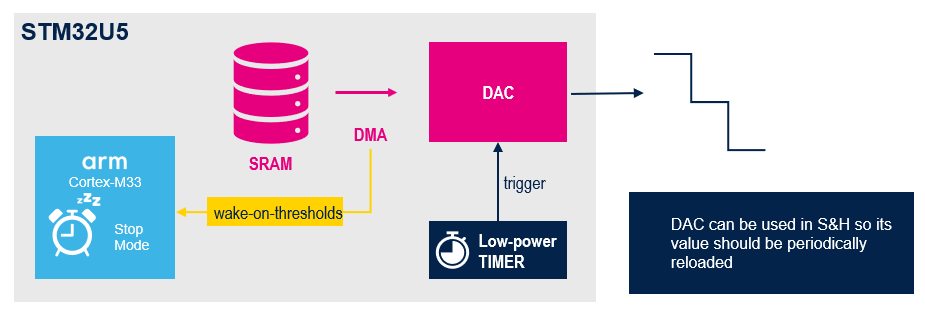 STM32U5
DAC
DMA
SRAM
arm
Cortex-M33
zzz
Stop
Mode
wake-on-thresholds
trigger
Low-power
TIMER
DAC can be used in S&H so its
value should be periodically
reloaded